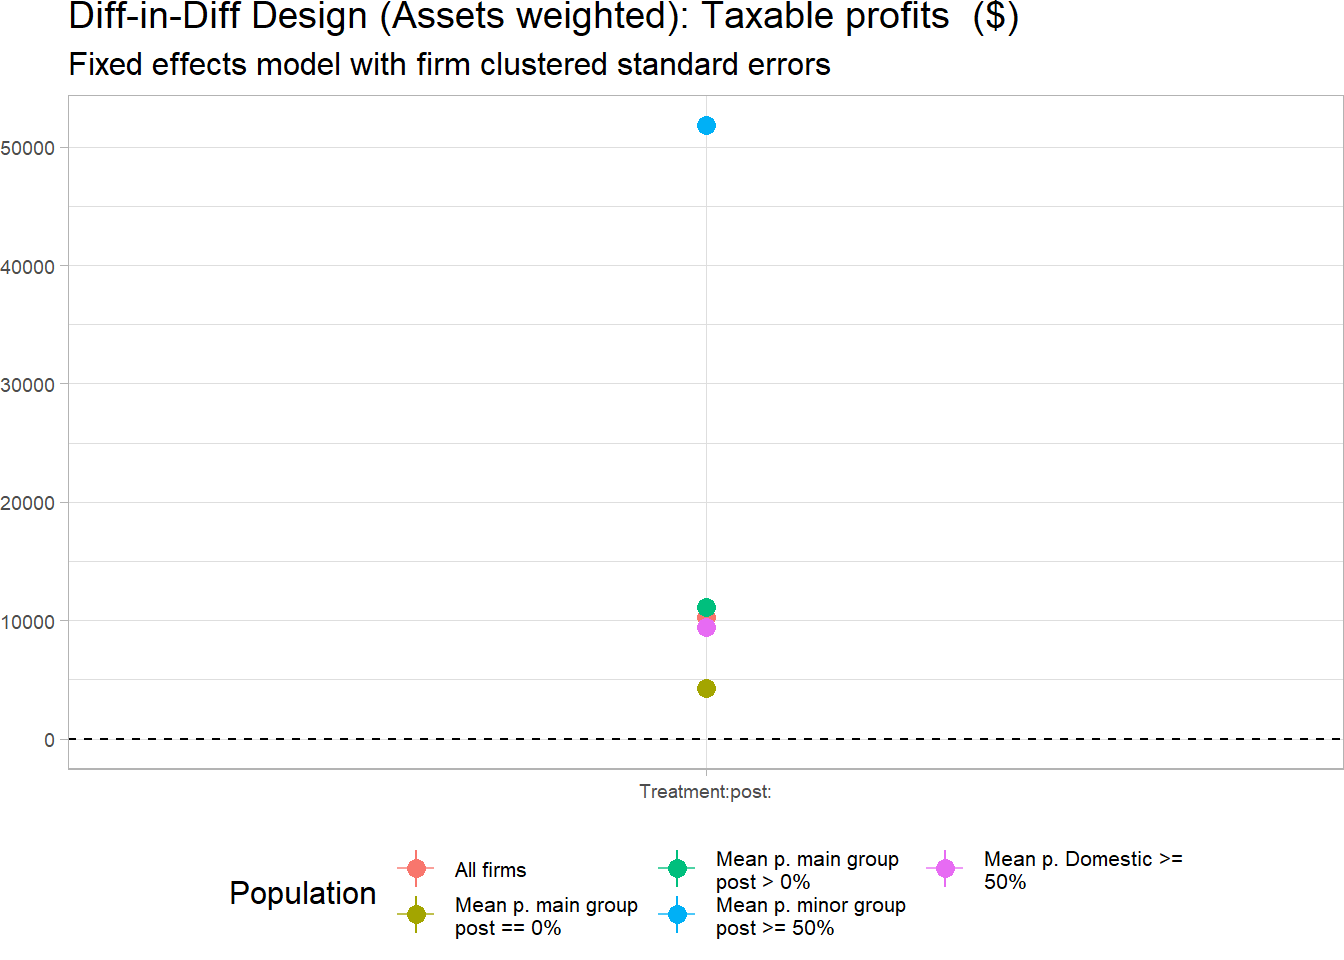 Diff-in-Diff Design (Assets weighted): Taxable profits  ($)
Fixed effects model with firm clustered standard errors
50000
40000
30000
20000
10000
0
Treatment:post:
Population
All firms
Mean p. main group
post == 0%
Mean p. main group
post > 0%
Mean p. minor group
post >= 50%
Mean p. Domestic >=
50%